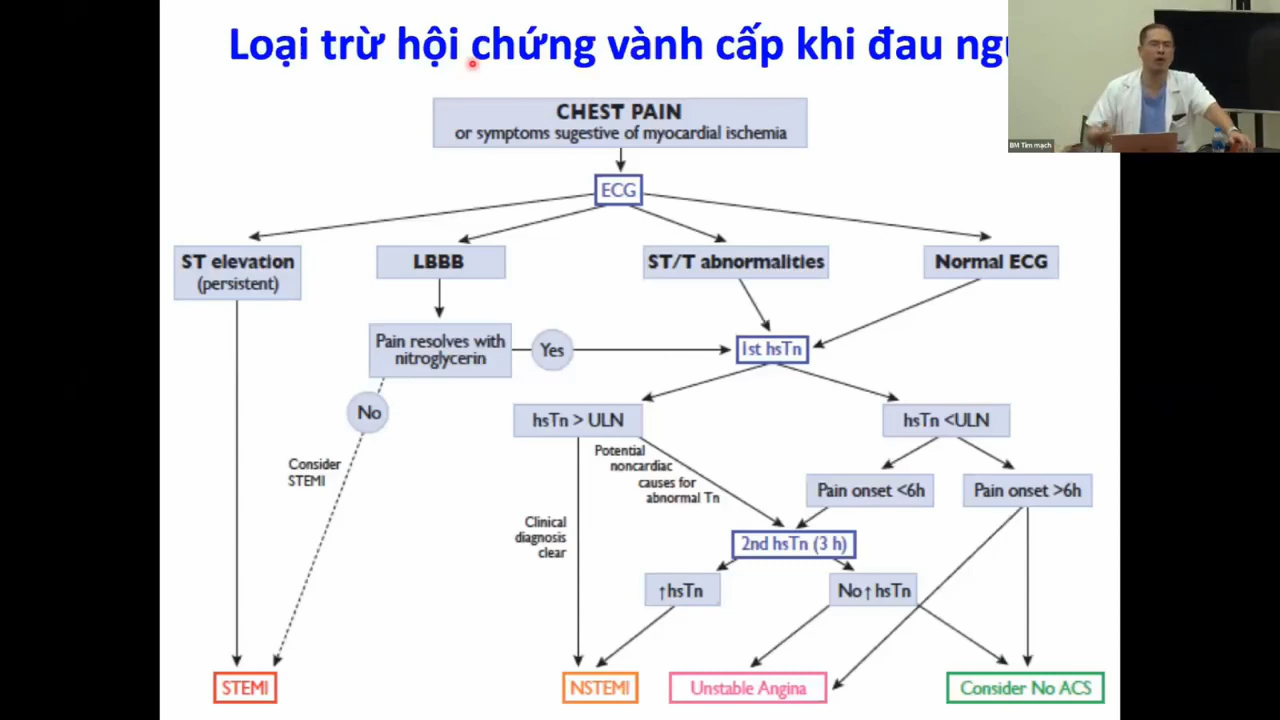 Loại trừ hội chứng vành cấp khi đau
BM Tim mạch
CHEST PAIN
or symptoms sugestive of myocardial ischemia
ECG
ST elevation
(persistent)
LBBB
ST/T abnormalities
Normal ECG
Pain resolves with
nitroglycerin
Yes
1st hsTn
No
hsTn > ULN
hsTn <ULN
Consider
STEMI
Potential
noncardiac
causes for
abnormal Tn
Pain onset <6h
Pain onset >6h
Clinical
diagnosis
clear
2nd hsTn (3 h)
↑hsTn
No↑hsTn
STEMI
NSTEMI
Unstable Angina
Consider No ACS